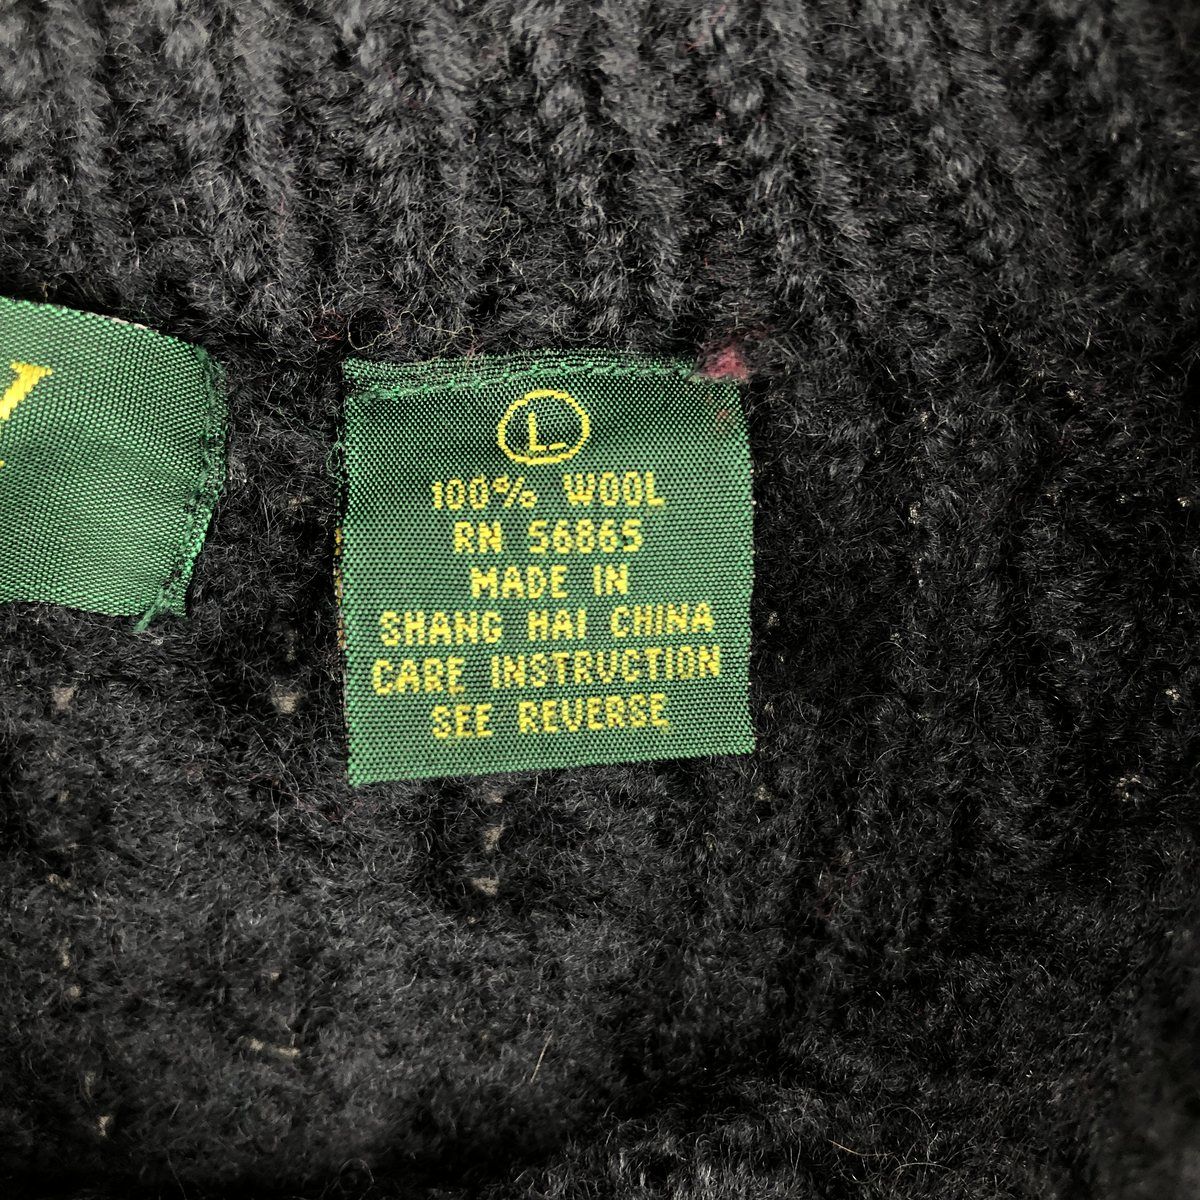 L
100% WOOL
RN 56865
MADE IN
SHANG HAI CHINA
CARE INSTRUCTION
SEE REVERSE